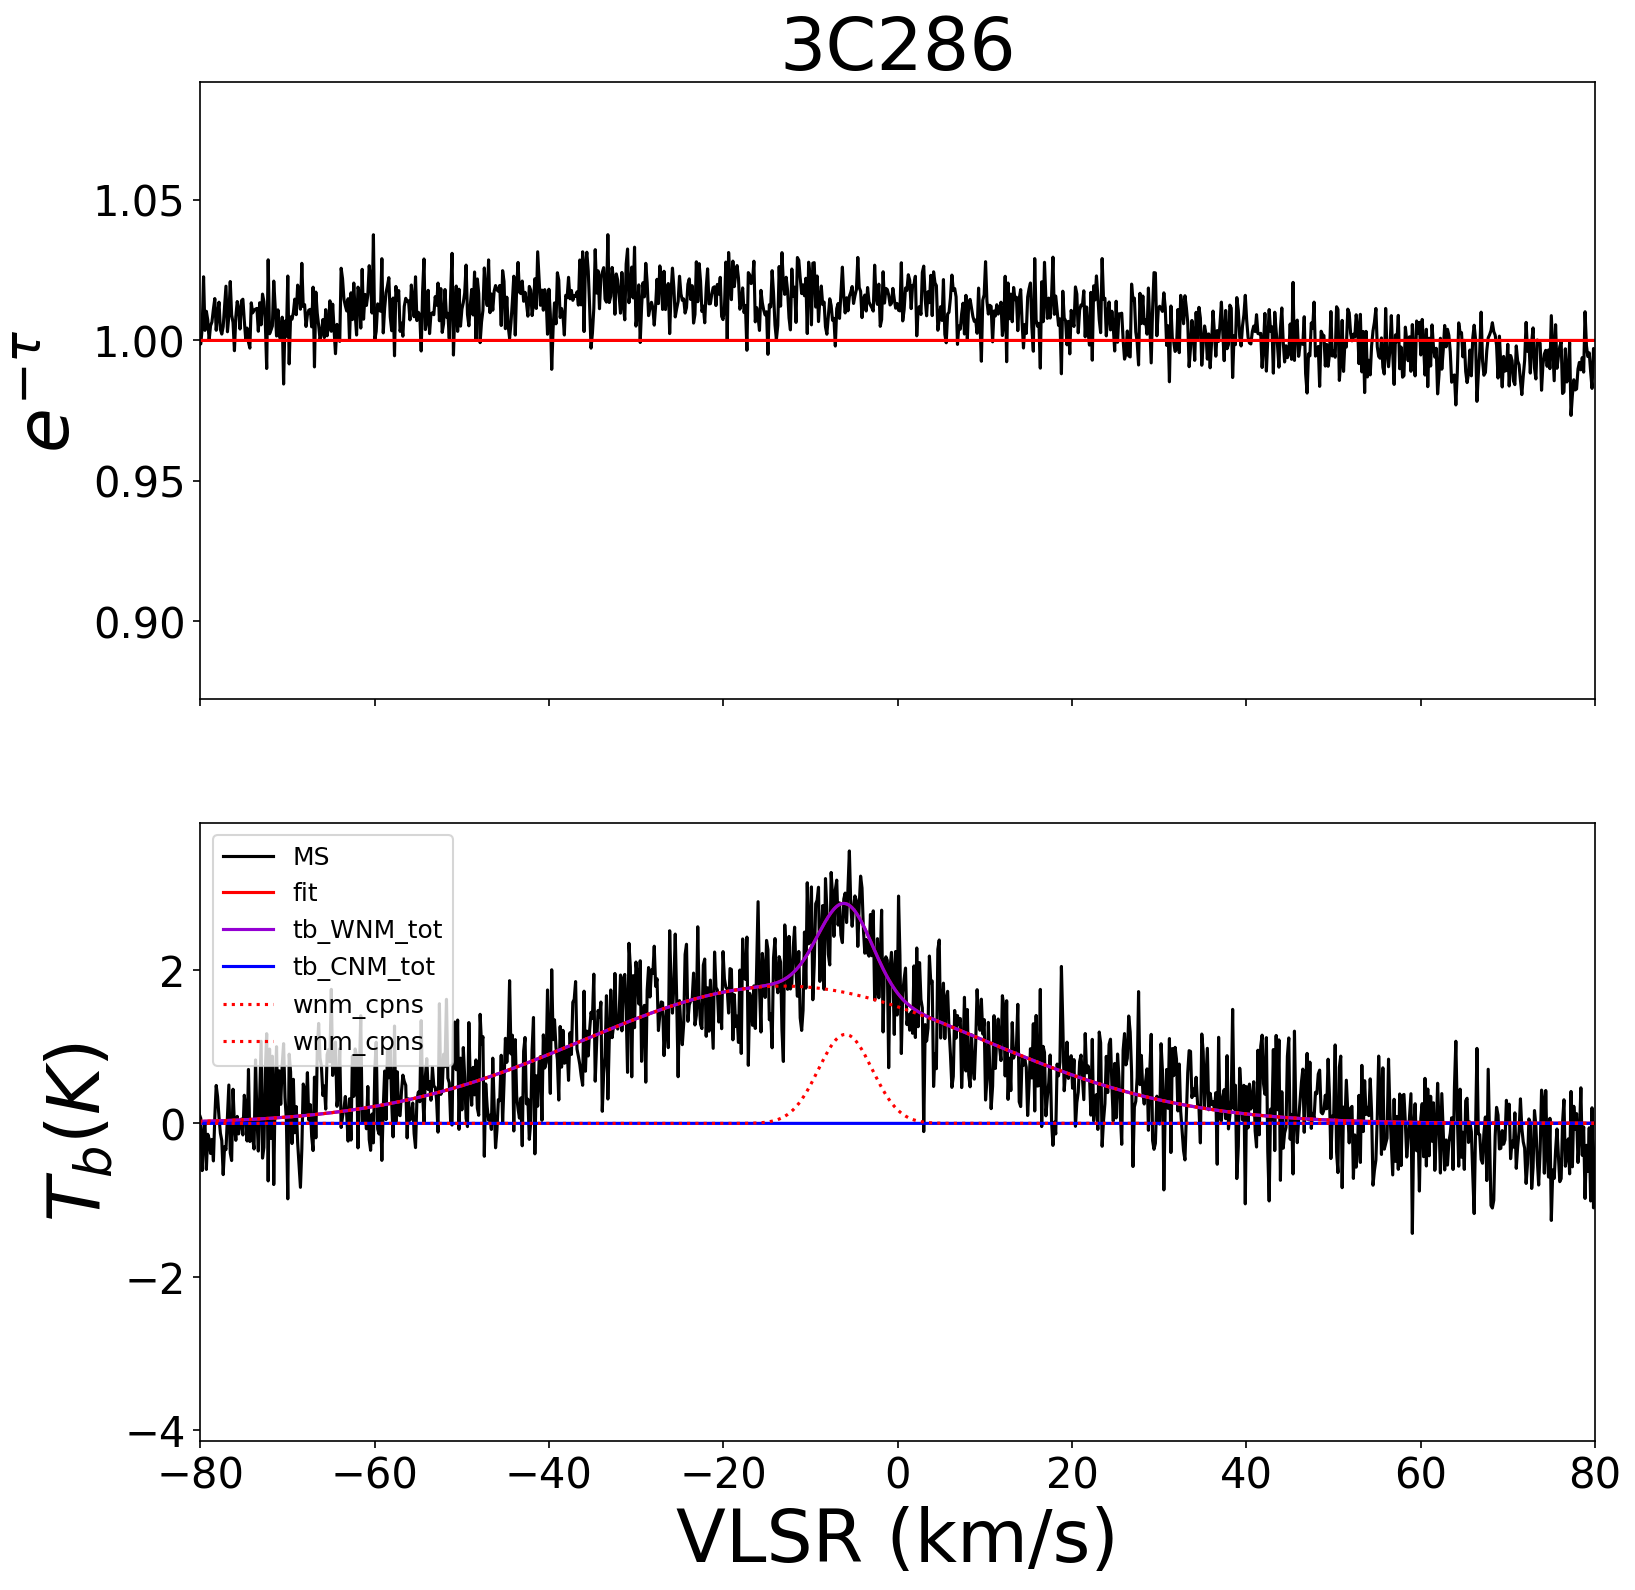 3C286
1.05
1.00
0.95
0.90
e^{-τ}
MS
fit
tb_WNM_tot
tb_CNM_tot
wnm_cpns
wnm_cpns
2
0
−2
−4
T_b(K)
−80 −60 −40 −20 0 20 40 60 80
VLSR (km/s)